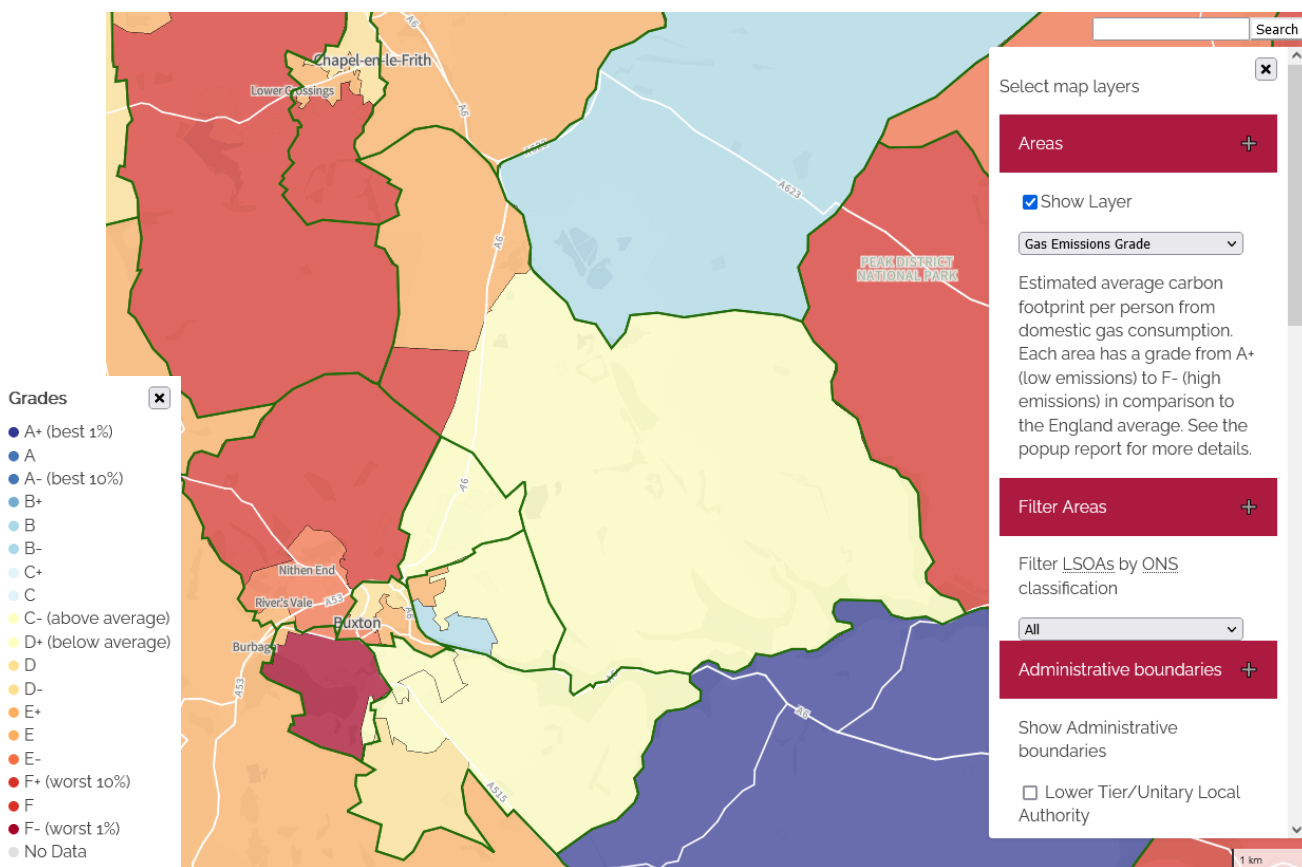 Search
Select map layers
Areas
Show Layer
Gas Emissions Grade
Estimated average carbon
footprint per person from
domestic gas consumption.
Each area has a grade from A+
(low emissions) to F- (high
emissions) in comparison to
the England average. See the
popup report for more details.
Filter Areas
Filter LSOAs by ONS
classification
All
Administrative boundaries
Show Administrative
boundaries
Lower Tier/Unitary Local
Authority
Grades
A+ (best 1%)
A
A- (best 10%)
B+
B
B-
C+
C
C- (above average)
D+ (below average)
D
D-
E+
E
E-
F+ (worst 10%)
F
F- (worst 1%)
No Data
A6
Chapel-en-le-Frith
Lower Crossings
A6
A623
A6
PEAK DISTRICT
NATIONAL PARK
A6
Nithen End
River's Vale
A53
A6
Buxton
A53
A6
A6
A515
1 km